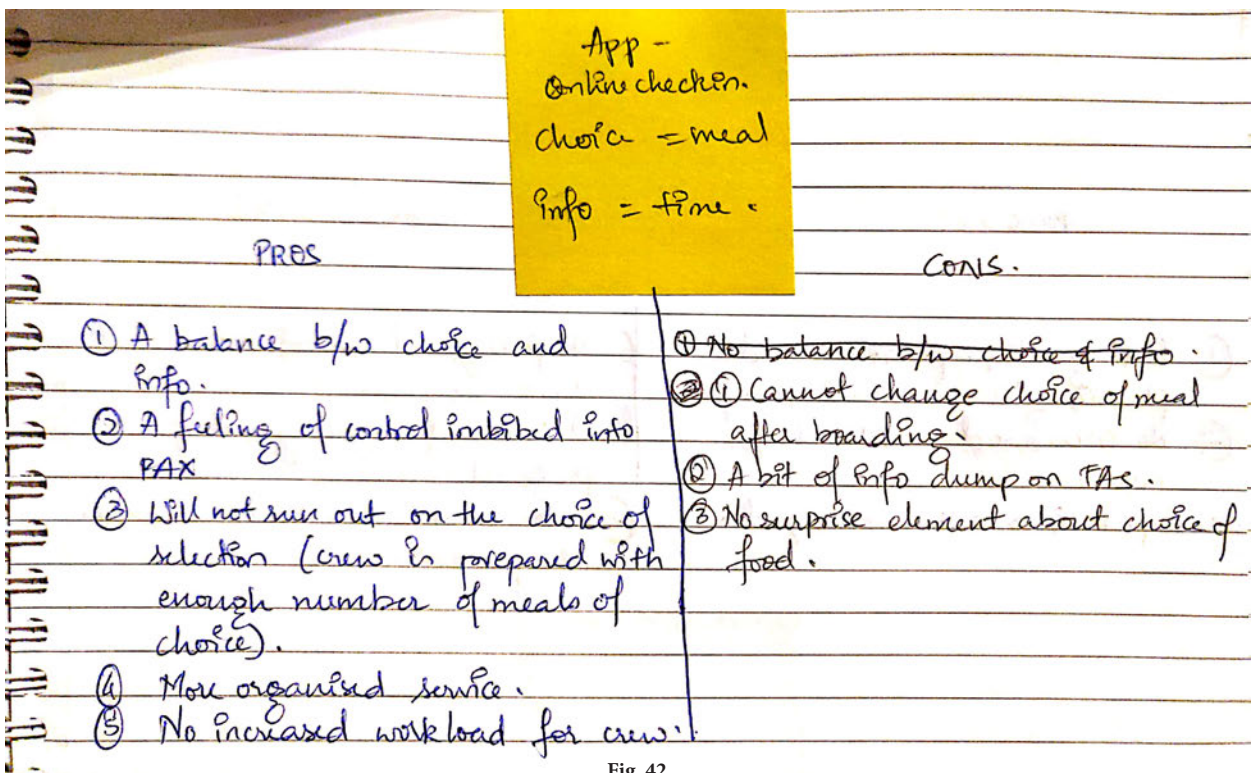 App -
Online checkin.
Choice = meal
info = time.
PROS
① A balance b/w choice and
info.
② A feeling of control imbibed into
PAX
③ Will not run out on the choice of
selection (crew is prepared with
enough number of meals of
choice).
④ More organised service.
⑤ No increased workload for crew.
CONS.
① No balance b/w choice & info.
② ① Cannot change choice of meal
after boarding.
② A bit of info dump on FAs.
③ No surprise element about choice of
food.
Fig. 42